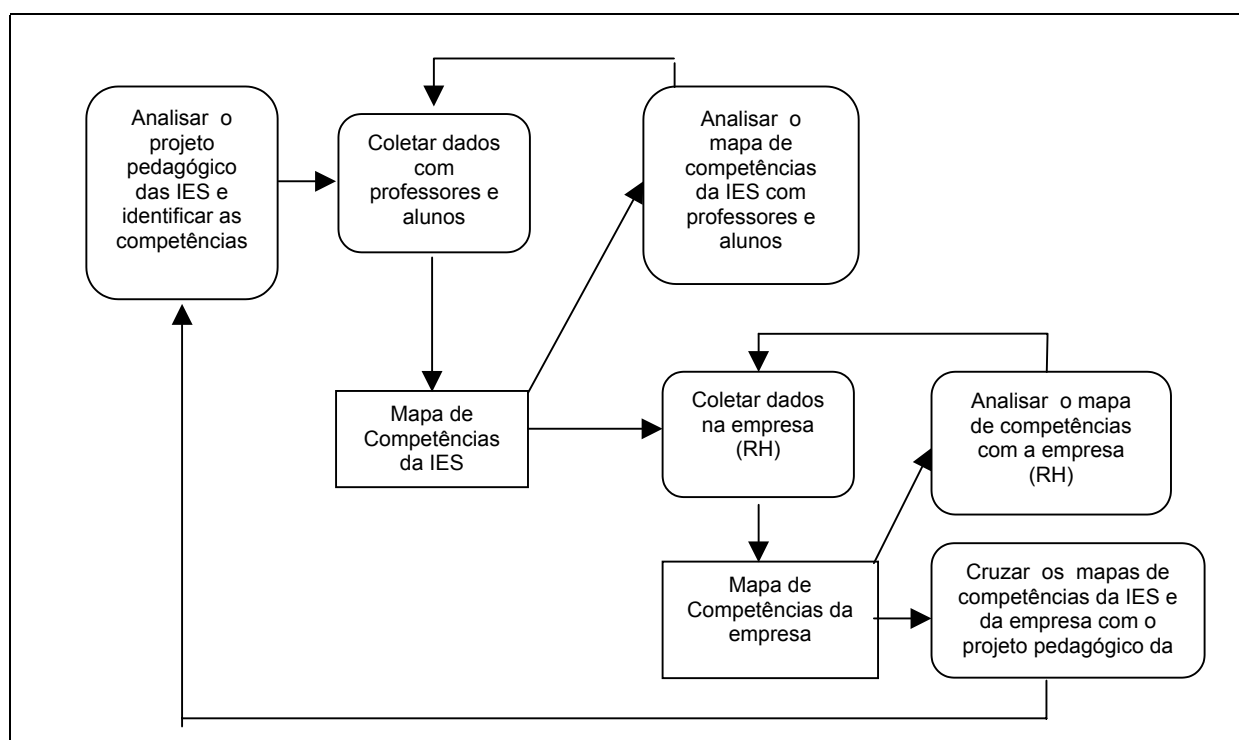 Analisar o
projeto
pedagógico
das IES e
identificar as
competências
Coletar dados
com
professores e
alunos
Analisar o
mapa de
competências
da IES com
professores e
alunos
Mapa de
Competências
da IES
Coletar dados
na empresa
(RH)
Analisar o mapa
de competências
com a empresa
(RH)
Mapa de
Competências da
empresa
Cruzar os mapas de
competências da IES e
da empresa com o
projeto pedagógico da